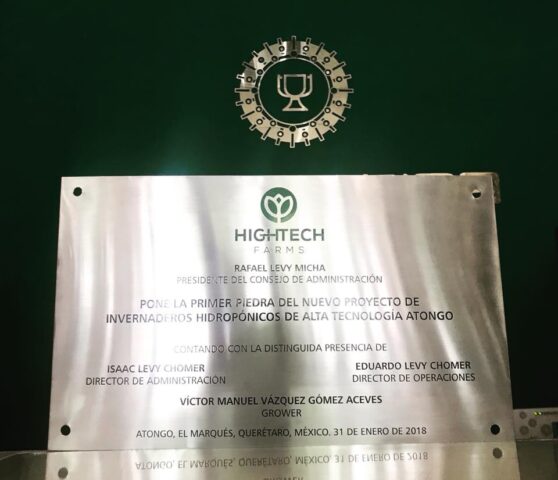 HIGHTECH
FARMS
RAFAEL LEVY MICHA
PRESIDENTE DEL CONSEJO DE ADMINISTRACIÓN
PONE LA PRIMER PIEDRA DEL NUEVO PROYECTO DE
INVERNADEROS HIDROPÓNICOS DE ALTA TECNOLOGÍA ATONGO
CONTANDO CON LA DISTINGUIDA PRESENCIA DE
ISAAC LEVY CHOMER
DIRECTOR DE ADMINISTRACIÓN
EDUARDO LEVY CHOMER
DIRECTOR DE OPERACIONES
VÍCTOR MANUEL VÁZQUEZ GÓMEZ ACEVES
GROWER
ATONGO, EL MARQUÉS, QUERÉTARO, MÉXICO. 31 DE ENERO DE 2018